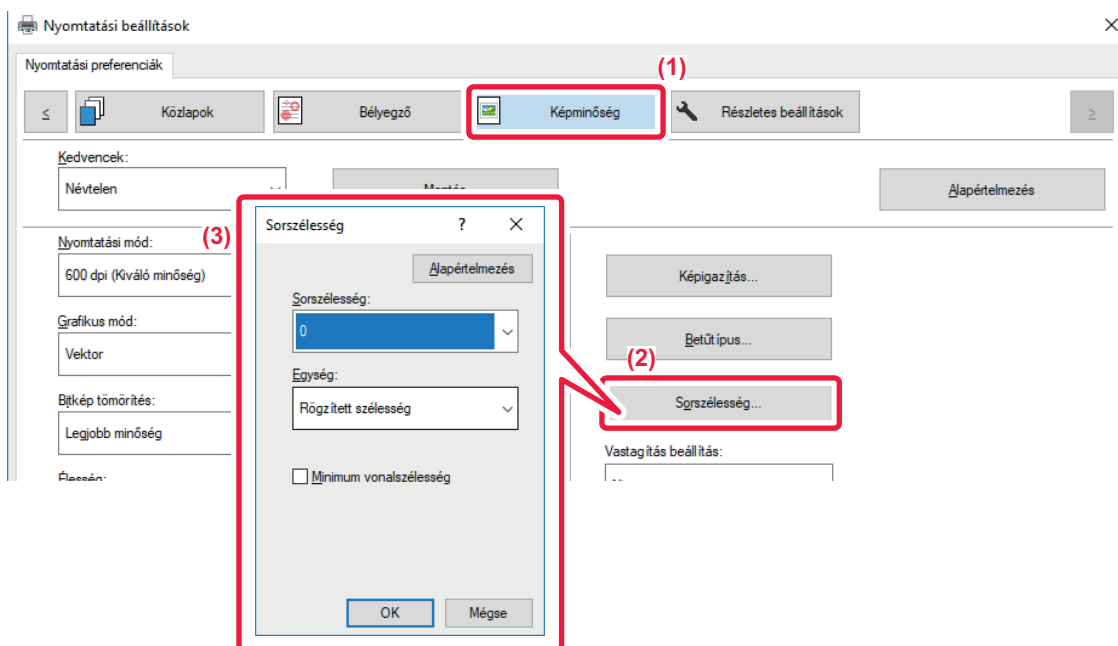 Nyomtatási beállítások
Nyomtatási preferenciák
(1)
≤
Közlapok
Bélyegző
Képminőség
Részletes beállítások
≥
Kedvencek:
Névtelen
Alapértelmezés
Nyomtatási mód:
600 dpi (Kiváló minőség)
Grafikus mód:
Vektor
Bitkép tömörítés:
Legjobb minőség
Élesség:
(3)
Sorszélesség
?
Alapértelmezés
Sorszélesség:
0
Egység:
Rögzített szélesség
Minimum vonalszélesség
OK
Mégse
Képigazítás...
Betűtípus...
(2)
Sorszélesség...
Vastagítás beállítás: